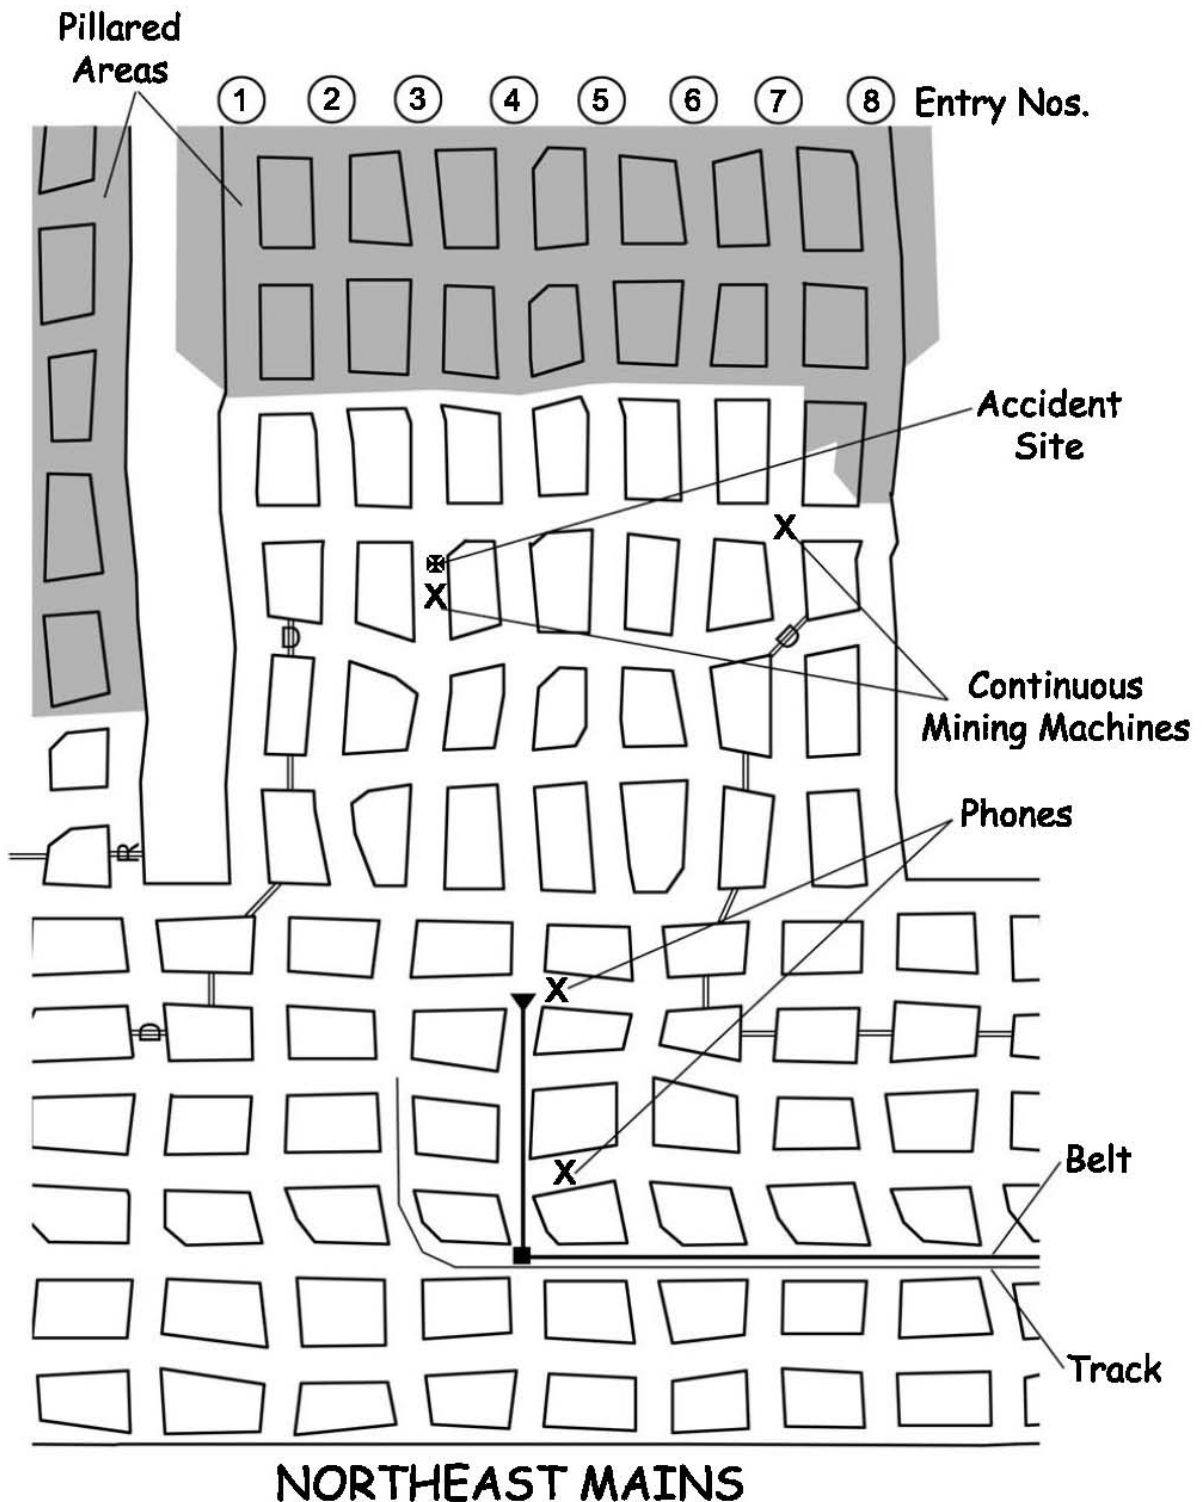 Pillared
Areas
1 2 3 4 5 6 7 8 Entry Nos.
Accident
Site
X
X
D
D
Continuous
Mining Machines
Phones
R
X
D
X
Belt
Track
NORTHEAST MAINS